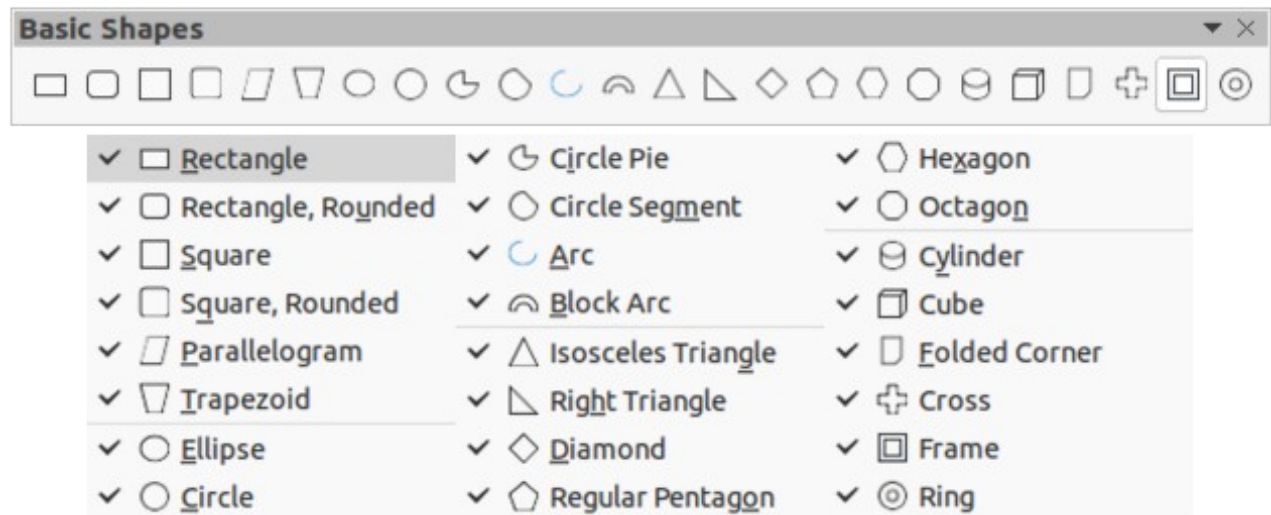 Basic Shapes
Rectangle
Rectangle, Rounded
Square
Square, Rounded
Parallelogram
Trapezoid
Ellipse
Circle
Circle Pie
Circle Segment
Arc
Block Arc
Isosceles Triangle
Right Triangle
Diamond
Regular Pentagon
Hexagon
Octagon
Cylinder
Cube
Folded Corner
Cross
Frame
Ring